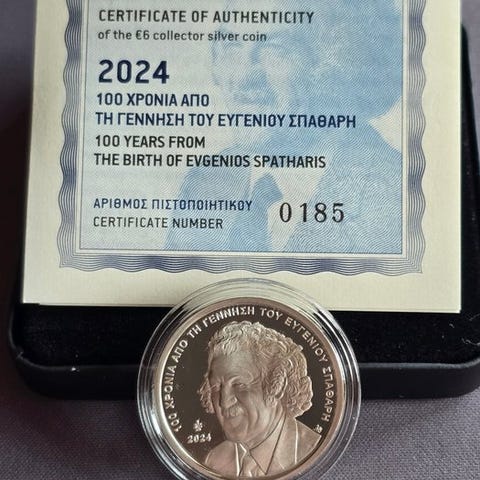 CERTIFICATE OF AUTHENTICITY
of the €6 collector silver coin
2024
100 ΧΡΟΝΙΑ ΑΠΟ
ΤΗ ΓΕΝΝΗΣΗ ΤΟΥ ΕΥΓΕΝΙΟΥ ΣΠΑΘΑΡΗ
100 YEARS FROM
THE BIRTH OF EVGENIOS SPATHARIS
ΑΡΙΘΜΟΣ ΠΙΣΤΟΠΟΙΗΤΙΚΟΥ
CERTIFICATE NUMBER 0185
100 ΧΡΟΝΙΑ ΑΠΟ ΤΗ ΓΕΝΝΗΣΗ ΤΟΥ ΕΥΓΕΝΙΟΥ ΣΠΑΘΑΡΗ
2024